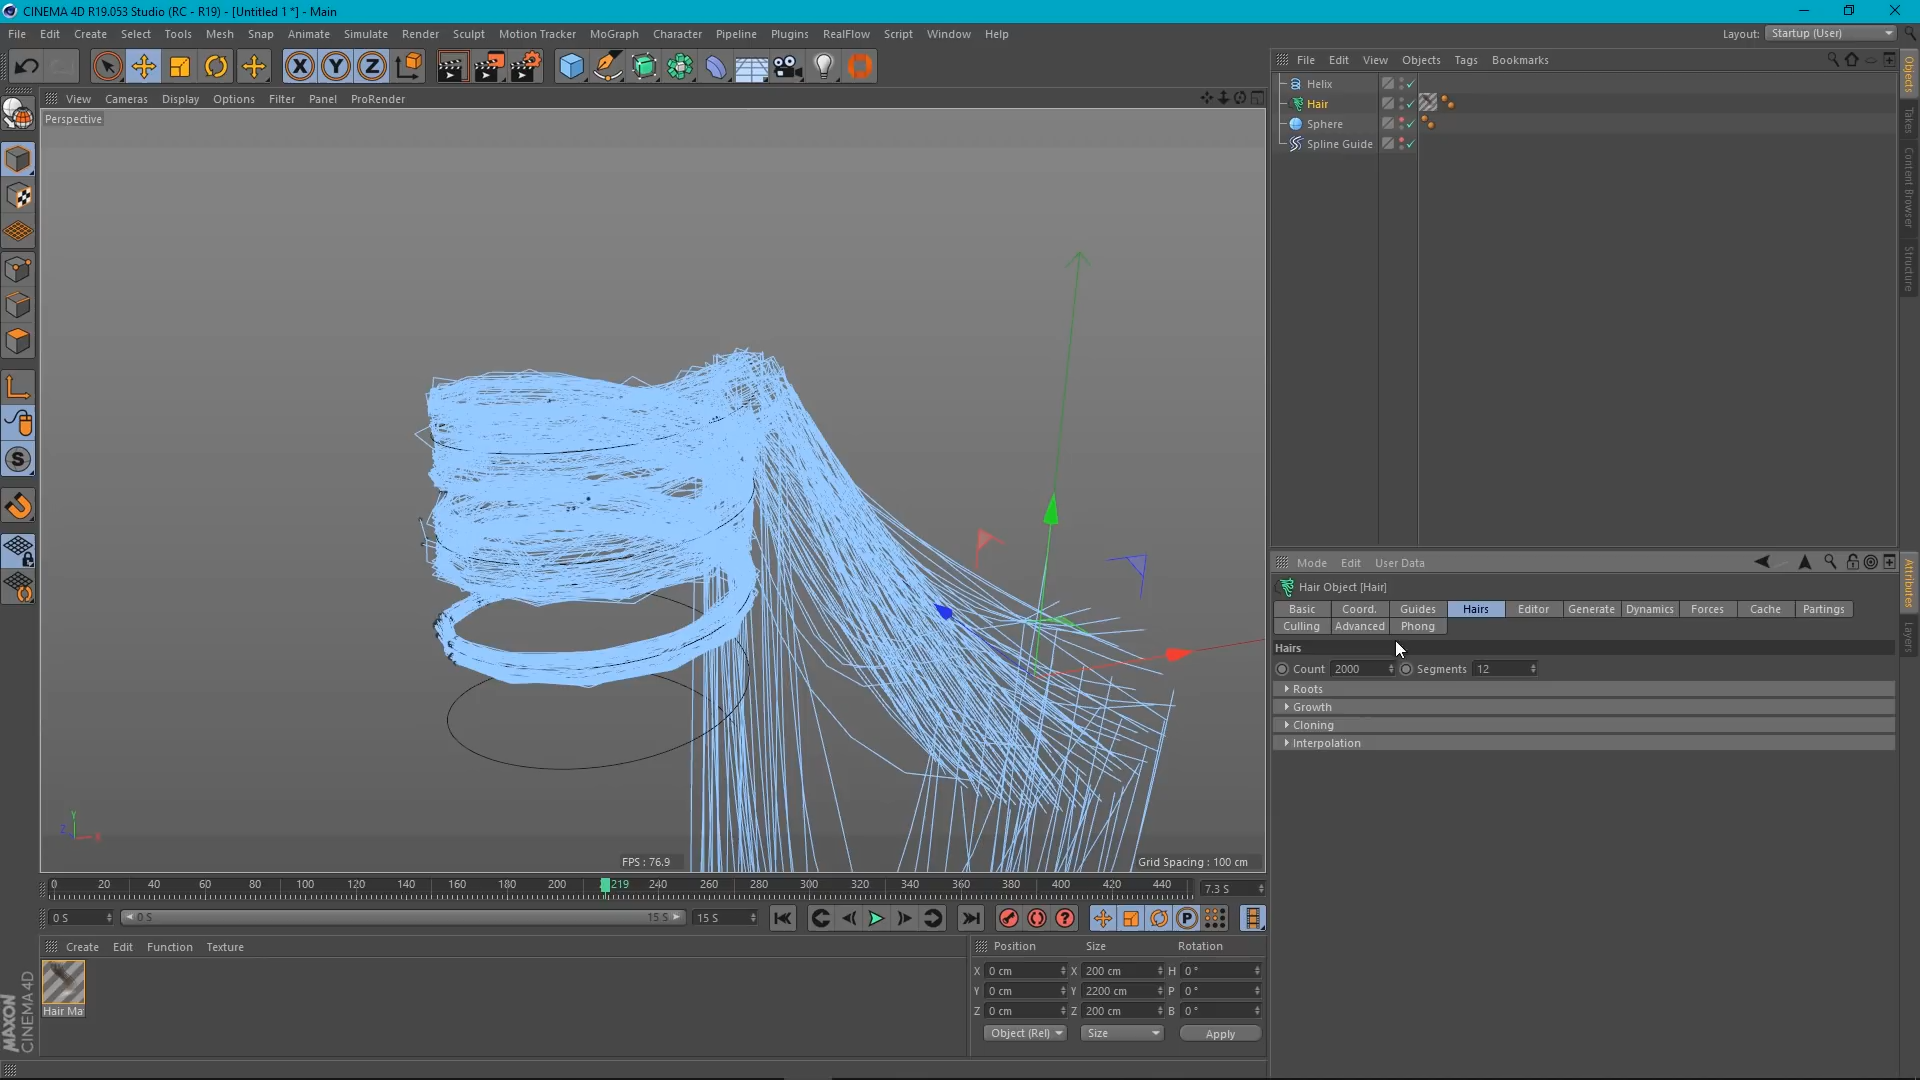 CINEMA 4D R19.053 Studio (RC - R19) - [Untitled 1 *] - Main
File Edit Create Select Tools Mesh Snap Animate Simulate Render Sculpt Motion Tracker MoGraph Character Pipeline Plugins RealFlow Script Window Help
Layout: Startup (User)
X Y Z
View Cameras Display Options Filter Panel ProRender
Perspective
File Edit View Objects Tags Bookmarks
Helix
Hair
Sphere
Spline Guide
Objects
Takes
Content Browser
Structure
Mode Edit User Data
Hair Object [Hair]
Basic Coord. Guides Hairs Editor Generate Dynamics Forces Cache Partings
Culling Advanced Phong
Hairs
Count 2000 Segments 12
Roots
Growth
Cloning
Interpolation
Attributes
Layers
S
Y
Z X
FPS : 76.9
Grid Spacing : 100 cm
0 20 40 60 80 100 120 140 160 180 200 219 240 260 280 300 320 340 360 380 400 420 440
7.3 S
0 S
0 S 15 S
15 S
P
Create Edit Function Texture
Hair Ma
Position Size Rotation
X 0 cm X 200 cm H 0 °
Y 0 cm Y 2200 cm P 0 °
Z 0 cm Z 200 cm B 0 °
Object (Rel) Size Apply
MAXON
CINEMA 4D